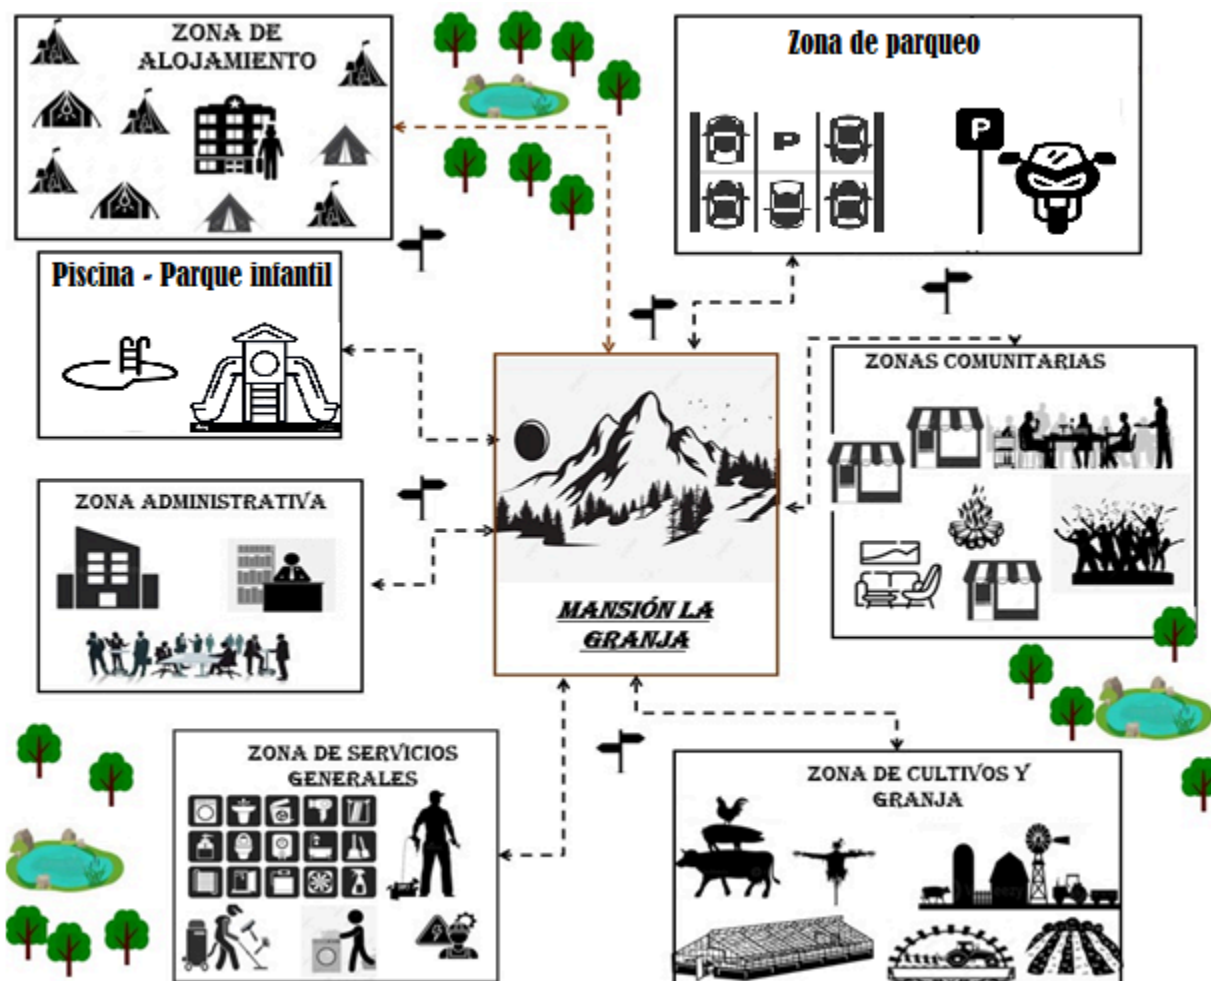 ZONA DE
ALOJAMIENTO
Zona de parqueo
P
P
Piscina - Parque infantil
ZONAS COMUNITARIAS
ZONA ADMINISTRATIVA
MANSIÓN LA
GRANJA
ZONA DE SERVICIOS
GENERALES
ZONA DE CULTIVOS Y
GRANJA